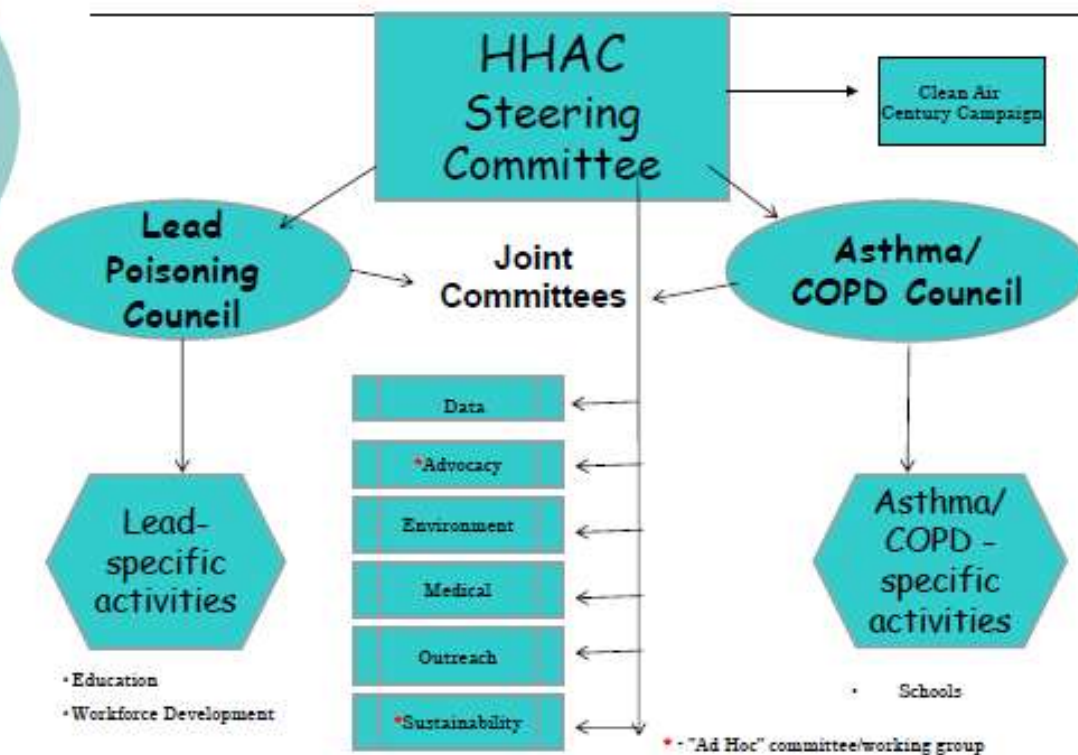 HHAC
Steering
Committee
Clean Air
Century Campaign
Lead
Poisoning
Council
Joint
Committees
Asthma/
COPD Council
Data
*Advocacy
Environment
Medical
Outreach
*Sustainability
Lead-
specific
activities
• Education
• Workforce Development
Asthma/
COPD -
specific
activities
• Schools
* - "Ad Hoc" committee/working group